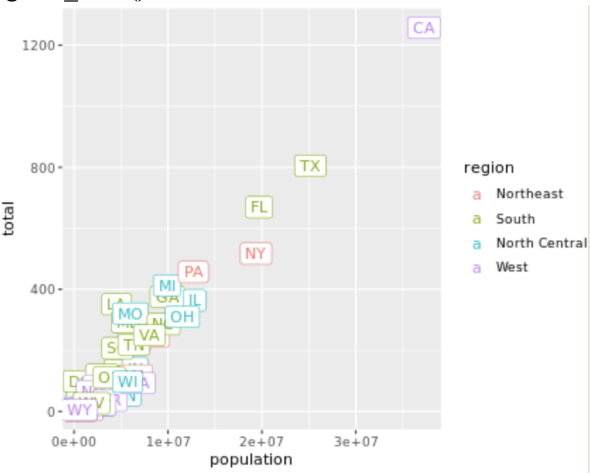 CA
1200
TX
800
FL
NY
PA
MI
GA
IL
400
LA
MO
OH
VA
TN
WI
WV
WY
0
0e+00 1e+07 2e+07 3e+07
population
total
region
a Northeast
a South
a North Central
a West